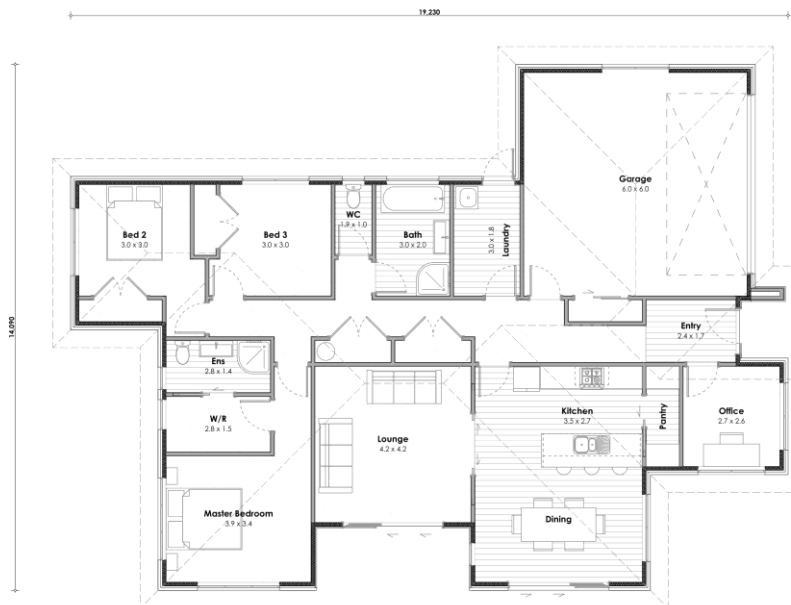 19,230
14,090
Garage
6.0 x 6.0
Bed 2
3.0 x 3.0
Bed 3
3.0 x 3.0
WC
1.9 x 1.0
Bath
3.0 x 2.0
Laundry
3.0 x 1.8
Entry
2.4 x 1.7
Ens
2.8 x 1.4
W/R
2.8 x 1.5
Lounge
4.2 x 4.2
Kitchen
3.5 x 2.7
Pantry
Office
2.7 x 2.6
Master Bedroom
3.9 x 3.4
Dining